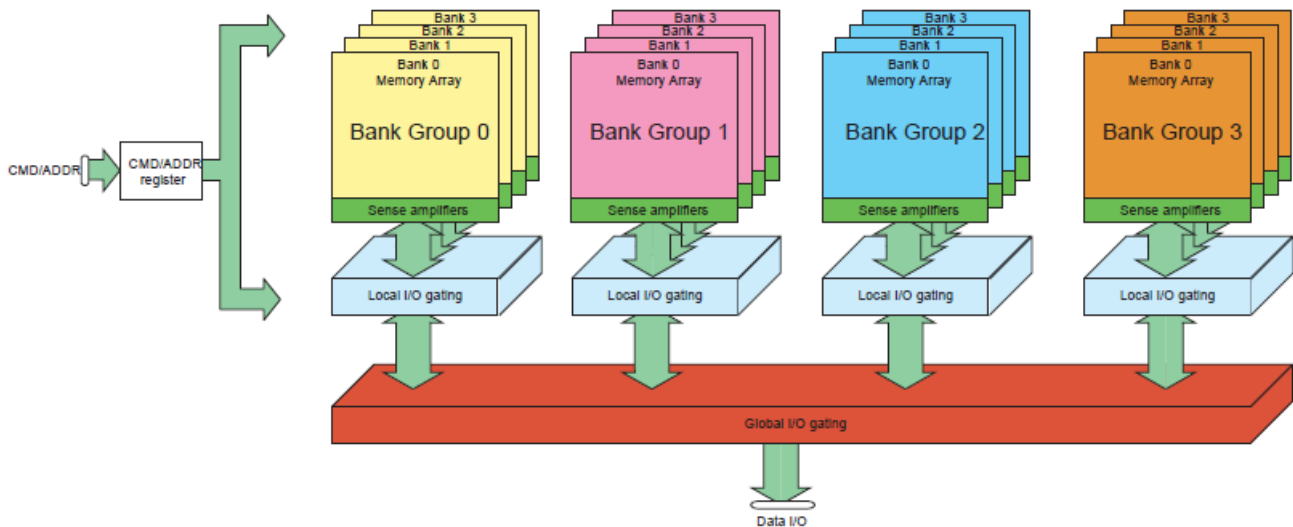 Bank 3
Bank 2
Bank 1
Bank 0
Memory Array
Bank Group 0
Sense amplifiers
Bank 3
Bank 2
Bank 1
Bank 0
Memory Array
Bank Group 1
Sense amplifiers
Bank 3
Bank 2
Bank 1
Bank 0
Memory Array
Bank Group 2
Sense amplifiers
Bank 3
Bank 2
Bank 1
Bank 0
Memory Array
Bank Group 3
Sense amplifiers
CMD/ADDR
CMD/ADDR
register
Local I/O gating
Local I/O gating
Local I/O gating
Local I/O gating
Global I/O gating
Data I/O